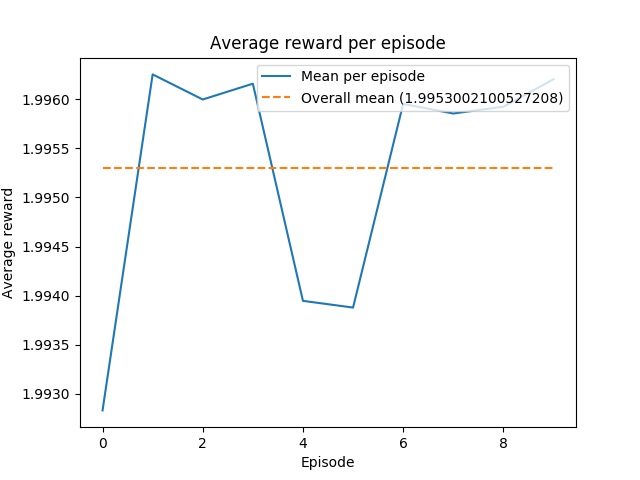 Average reward per episode
Mean per episode
Overall mean (1.9953002100527208)
1.9960
1.9955
1.9950
1.9945
1.9940
1.9935
1.9930
Average reward
0 2 4 6 8
Episode